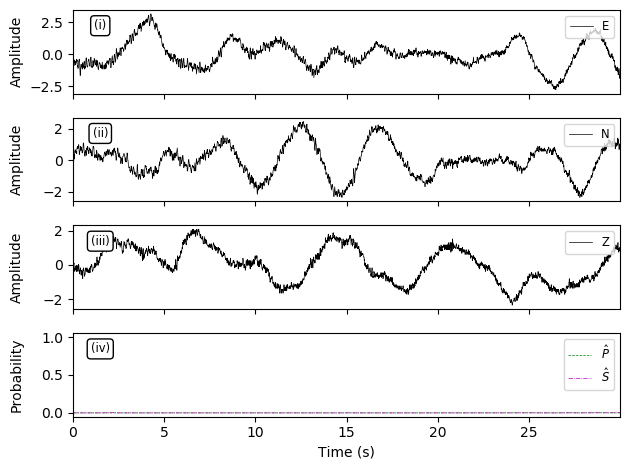 Amplitude
2.5
0.0
−2.5
(i)
E
Amplitude
2
0
−2
(ii)
N
Amplitude
2
0
−2
(iii)
Z
Probability
1.0
0.5
0.0
(iv)
P̂
Ŝ
0 5 10 15 20 25
Time (s)